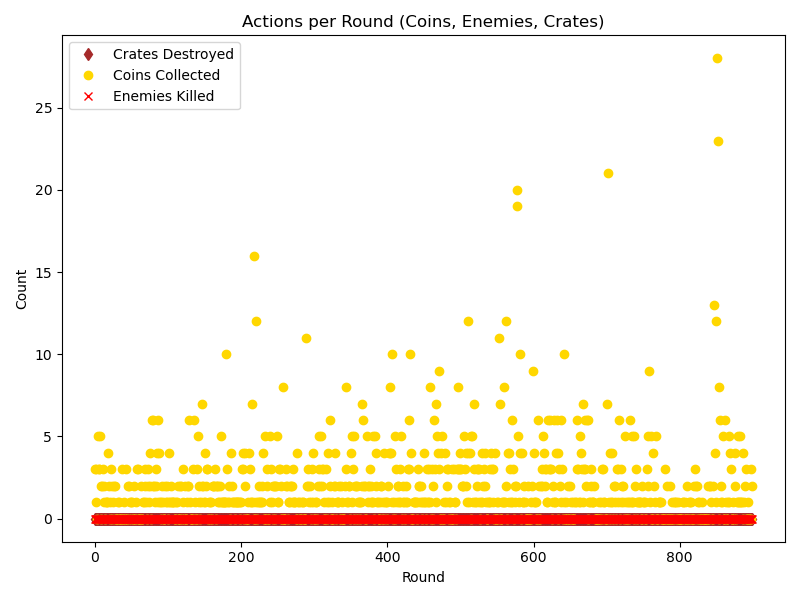 Actions per Round (Coins, Enemies, Crates)
Crates Destroyed
Coins Collected
Enemies Killed
Count
25
20
15
10
5
0
0 200 400 600 800
Round